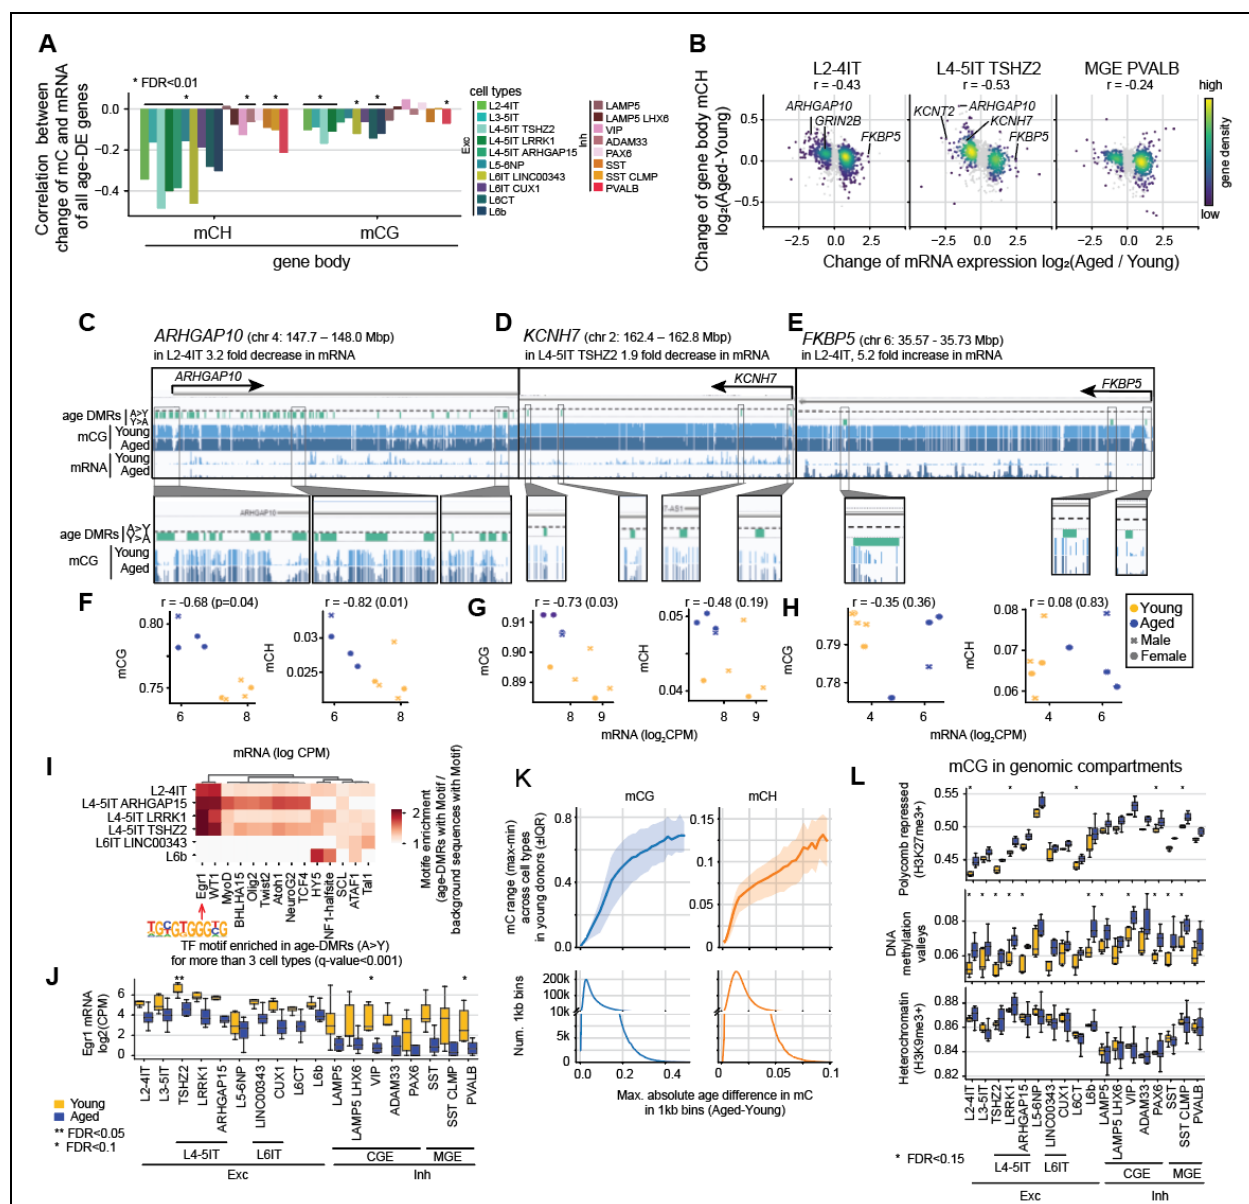 A
Correlation between
change of mC and mRNA
of all age-DE genes
* FDR<0.01
0.0
−0.2
−0.4
mCH
mCG
gene body
cell types
Exc
L2-4IT
L3-5IT
L4-5IT TSHZ2
L4-5IT LRRK1
L4-5IT ARHGAP15
L5-6NP
L6IT LINC00343
L6IT CUX1
L6CT
L6b
Inh
LAMP5
LAMP5 LHX6
VIP
ADAM33
PAX6
SST
SST CLMP
PVALB
B
Change of gene body mCH
log₂(Aged-Young)
L2-4IT
r = -0.43
L4-5IT TSHZ2
r = -0.53
MGE PVALB
r = -0.24
ARHGAP10
GRIN2B
FKBP5
KCNT2
ARHGAP10
KCNH7
FKBP5
0.5
0.0
−0.5
−2.5 0.0 2.5
−2.5 0.0 2.5
−2.5 0.0 2.5
Change of mRNA expression log₂(Aged / Young)
high
gene density
low
C
ARHGAP10 (chr 4: 147.7 – 148.0 Mbp)
in L2-4IT 3.2 fold decrease in mRNA
D
KCNH7 (chr 2: 162.4 – 162.8 Mbp)
in L4-5IT TSHZ2 1.9 fold decrease in mRNA
E
FKBP5 (chr 6: 35.57 - 35.73 Mbp)
in L2-4IT, 5.2 fold increase in mRNA
ARHGAP10
KCNH7
FKBP5
age DMRs
A>Y
Y>A
mCG
Young
Aged
mRNA
Young
Aged
ARHGAP10
T-AS1
age DMRs
A>Y
Y>A
mCG
Young
Aged
F
r = -0.68 (p=0.04)
r = -0.82 (0.01)
mCG
0.80
0.75
6 8
mCH
0.03
0.025
6 8
mRNA (log CPM)
G
r = -0.73 (0.03)
r = -0.48 (0.19)
mCG
0.91
0.90
0.89
8 9
mCH
0.05
0.04
8 9
mRNA (log₂CPM)
H
r = -0.35 (0.36)
r = 0.08 (0.83)
mCG
0.79
0.78
4 6
mCH
0.08
0.07
0.06
4 6
mRNA (log₂CPM)
Young
Aged
Male
Female
I
L2-4IT
L4-5IT ARHGAP15
L4-5IT LRRK1
L4-5IT TSHZ2
L6IT LINC00343
L6b
Egr1
WT1
MyoD
BHLHA15
Olig2
Twist2
Atoh1
NeuroG2
TCF4
HY5
NF1-halfsite
SCL
ATAF1
Tal1
2
1
Motife enrichment
(age-DMRs with Motif /
background sequences with Motif)
TF motif enriched in age-DMRs (A>Y)
for more than 3 cell types (q-value<0.001)
J
Egr1 mRNA
log2(CPM)
6
4
2
0
**
*
*
L2-4IT
L3-5IT
TSHZ2
LRRK1
ARHGAP15
L5-6NP
LINC00343
CUX1
L6CT
L6b
LAMP5
LAMP5 LHX6
VIP
ADAM33
PAX6
SST
SST CLMP
PVALB
L4-5IT
L6IT
CGE
MGE
Exc
Inh
Young
Aged
** FDR<0.05
* FDR<0.1
K
mCG
mCH
mC range (max-min)
across cell types
in young donors (±IQR)
0.8
0.4
0.0
0.15
0.10
0.05
0
Num. 1kb bins
200k
100k
10k
5k
0
0.0 0.2 0.4
0.0 0.05 0.1
Max. absolute age difference in mC
in 1kb bins (Aged-Young)
L
mCG in genomic compartments
Polycomb repressed
(H3K27me3+)
0.55
0.50
0.45
DNA
methylation
valleys
0.08
0.06
Heterochromatin
(H3K9me3+)
0.88
0.86
0.84
0.82
L2-4IT
L3-5IT
TSHZ2
LRRK1
ARHGAP15
L5-6NP
LINC00343
CUX1
L6CT
L6b
LAMP5
LAMP5 LHX6
VIP
ADAM33
PAX6
SST
SST CLMP
PVALB
* FDR<0.15
L4-5IT
L6IT
CGE
MGE
Exc
Inh